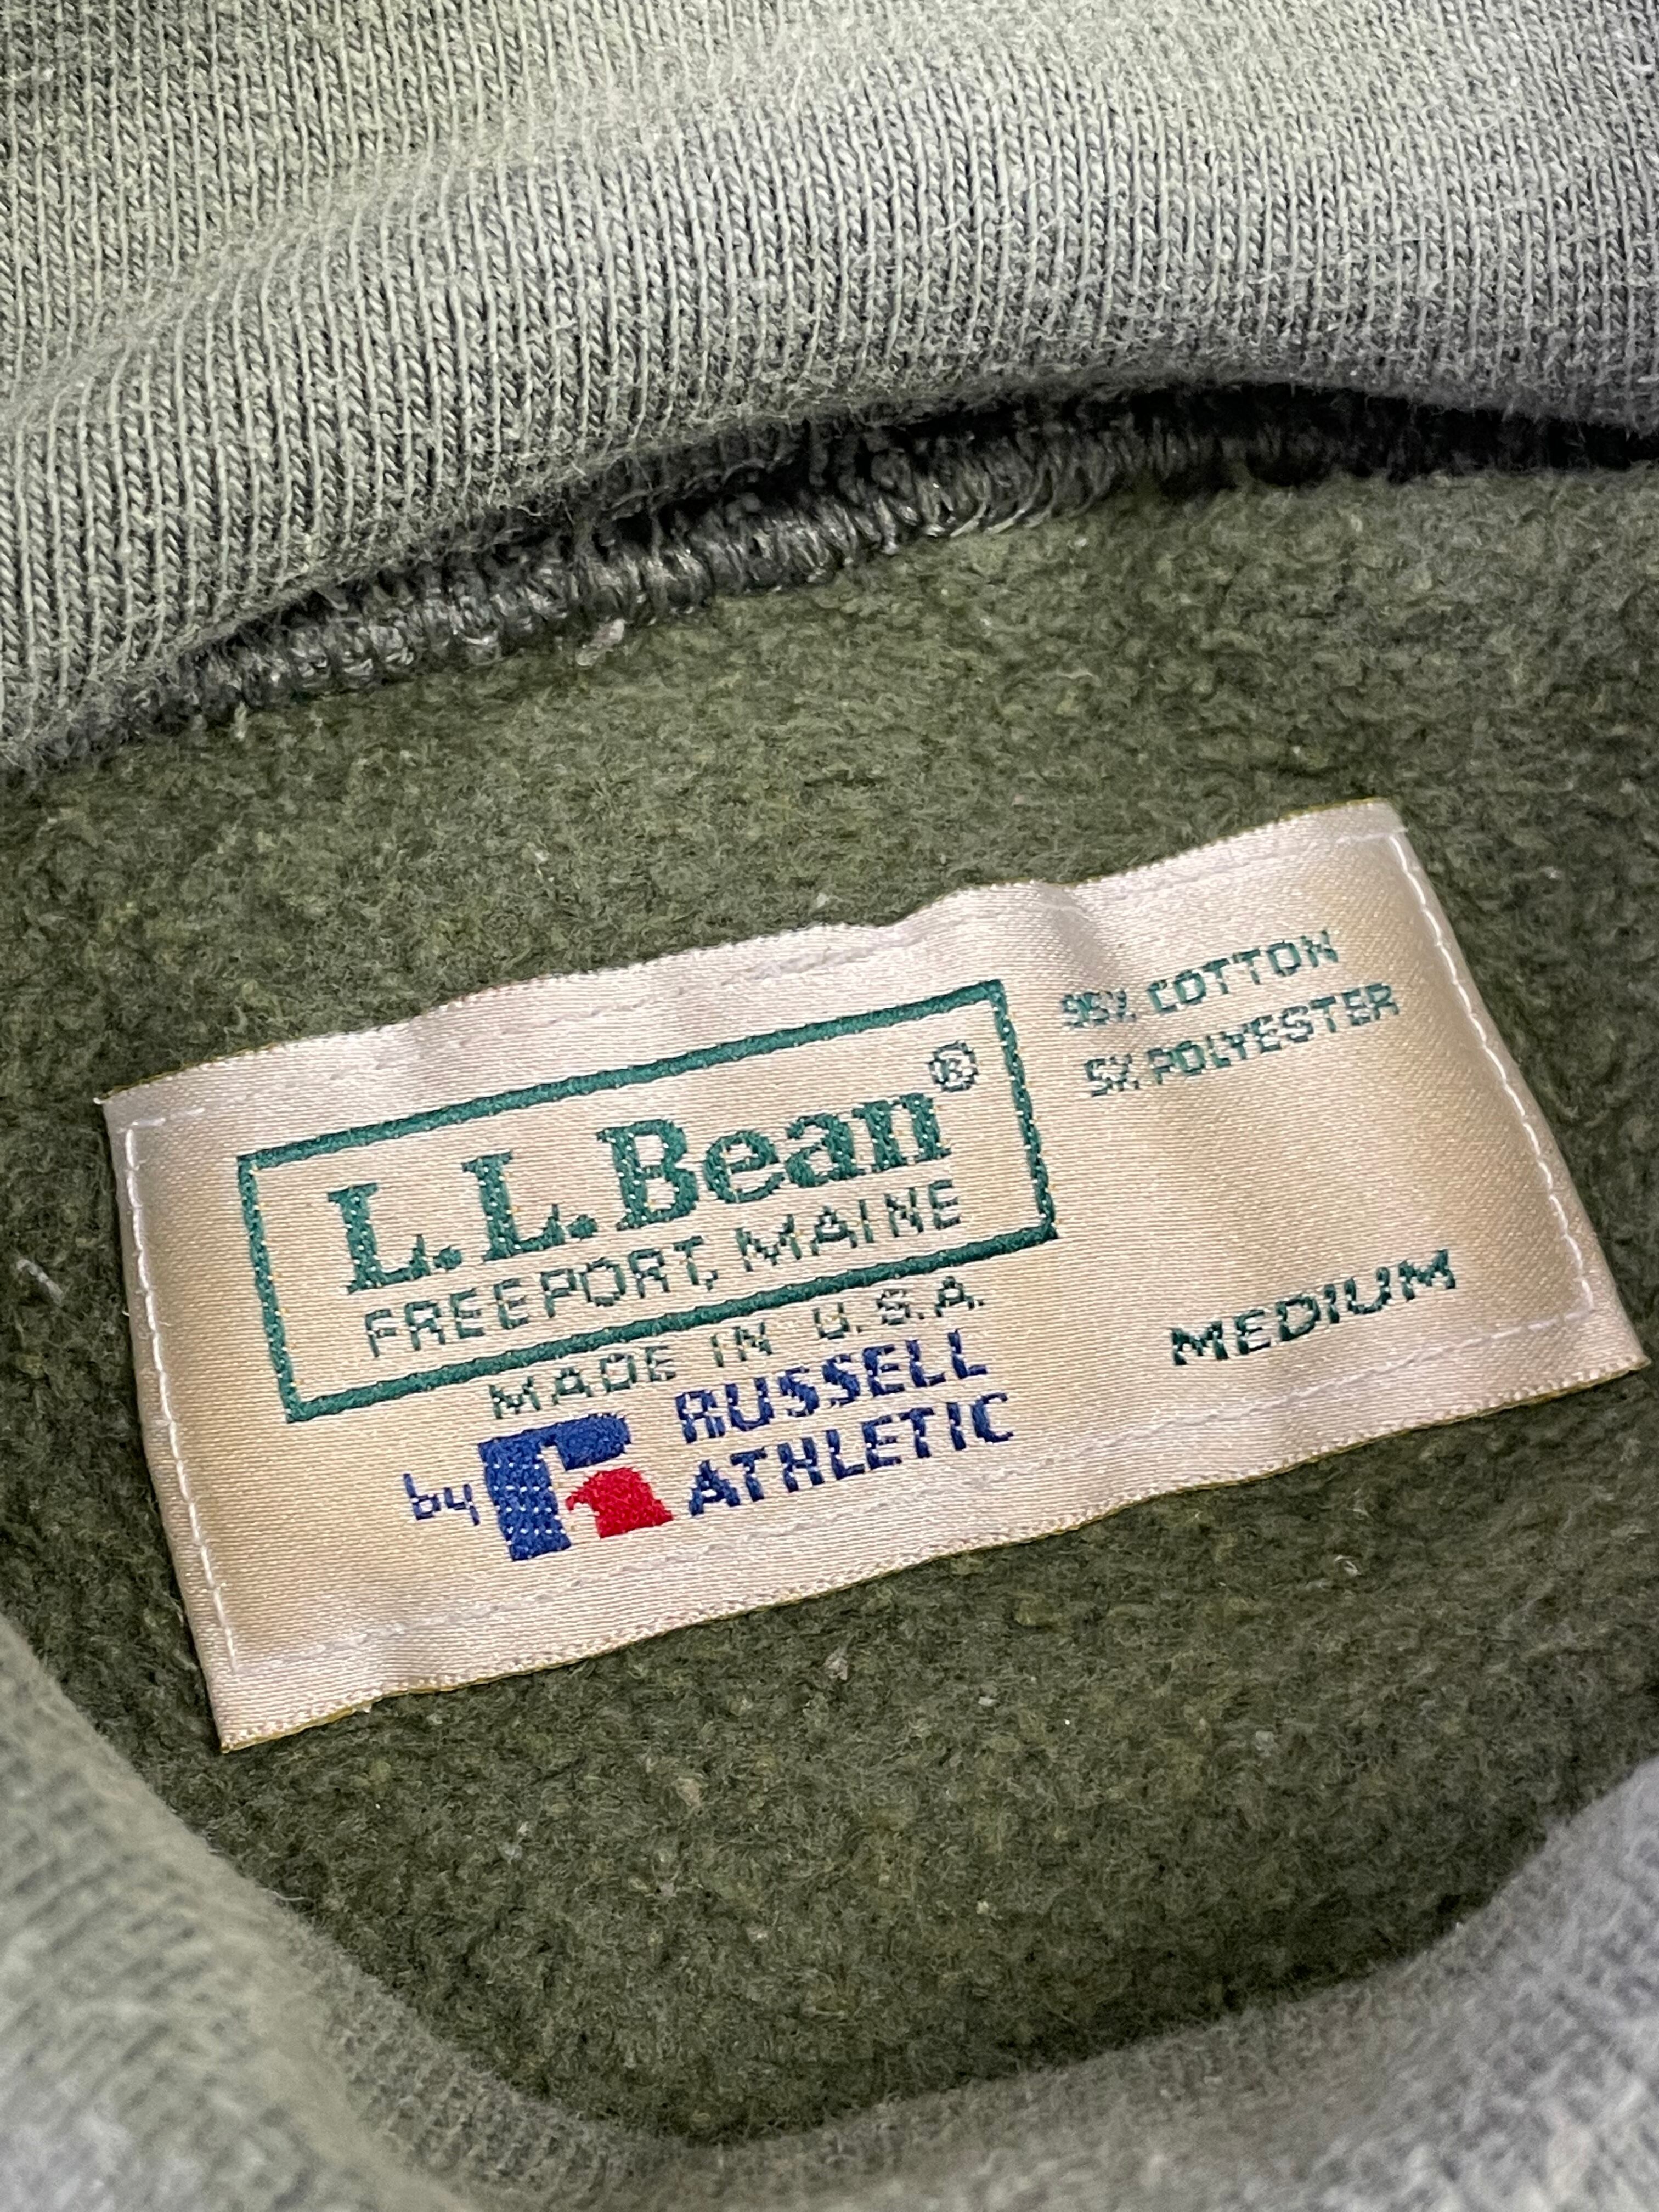 L.L.Bean®
FREEPORT, MAINE
MADE IN U.S.A.
by RUSSELL
ATHLETIC
95% COTTON
5% POLYESTER
MEDIUM